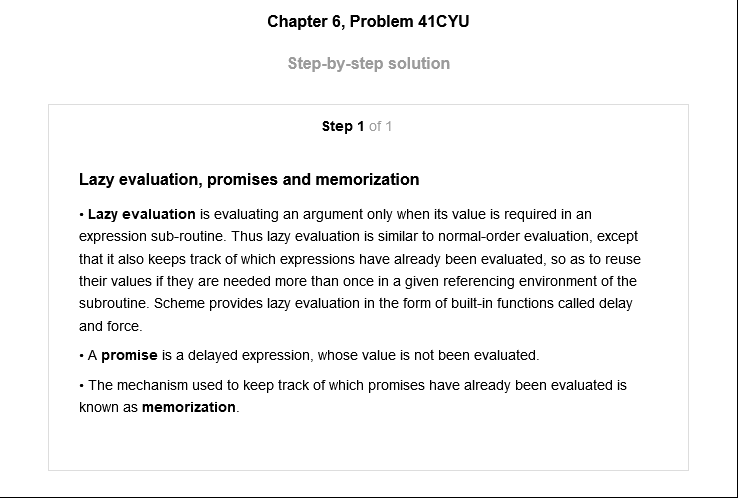 Chapter 6, Problem 41CYU
Step-by-step solution
Step 1 of 1
Lazy evaluation, promises and memorization
• Lazy evaluation is evaluating an argument only when its value is required in an
expression sub-routine. Thus lazy evaluation is similar to normal-order evaluation, except
that it also keeps track of which expressions have already been evaluated, so as to reuse
their values if they are needed more than once in a given referencing environment of the
subroutine. Scheme provides lazy evaluation in the form of built-in functions called delay
and force.
• A promise is a delayed expression, whose value is not been evaluated.
• The mechanism used to keep track of which promises have already been evaluated is
known as memorization.